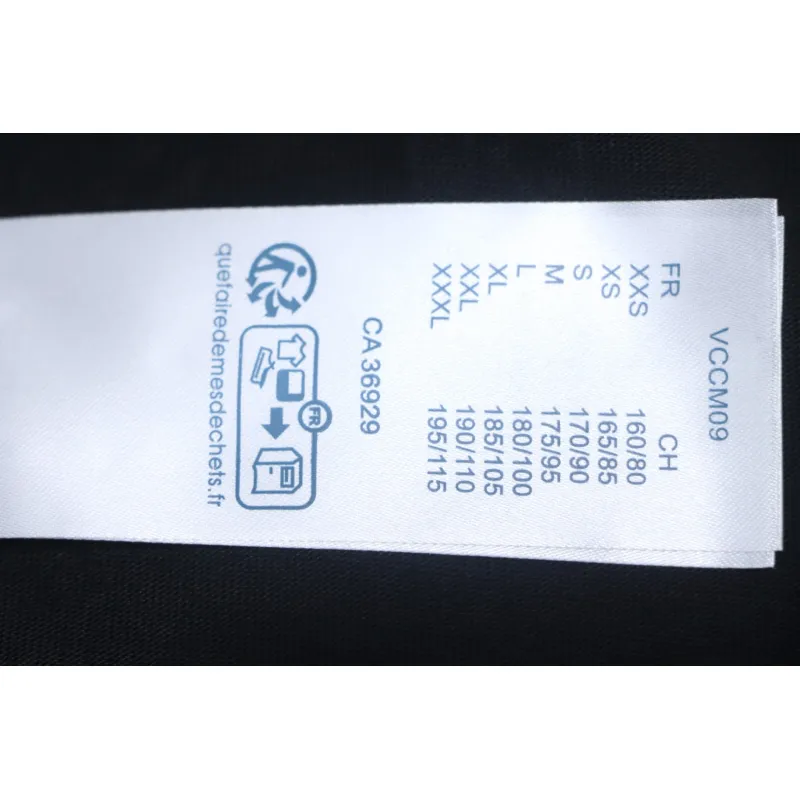 VCCM09
FR CH
XXS 160/80
XS 165/85
S 170/90
M 175/95
L 180/100
XL 185/105
XXL 190/110
XXXL 195/115
CA 36929
FR
quefairedemesdechets.fr